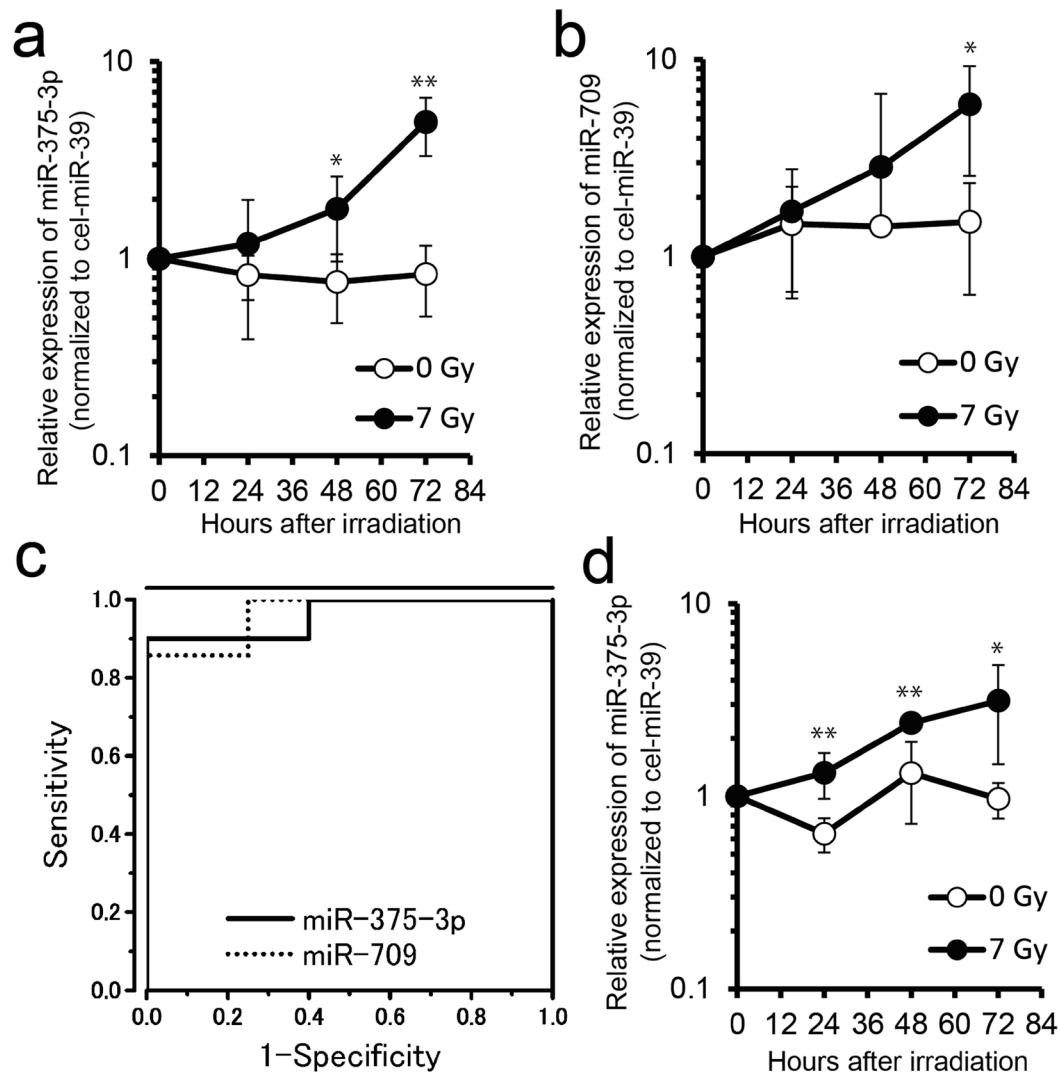 a
Relative expression of miR-375-3p
(normalized to cel-miR-39)
10
1
0.1
*
**
0 Gy
7 Gy
0 12 24 36 48 60 72 84
Hours after irradiation
b
Relative expression of miR-709
(normalized to cel-miR-39)
10
1
0.1
*
0 Gy
7 Gy
0 12 24 36 48 60 72 84
Hours after irradiation
c
Sensitivity
1.0
0.8
0.6
0.4
0.2
0.0
miR-375-3p
miR-709
0.0 0.2 0.4 0.6 0.8 1.0
1-Specificity
d
Relative expression of miR-375-3p
(normalized to cel-miR-39)
10
1
0.1
**
**
*
0 Gy
7 Gy
0 12 24 36 48 60 72 84
Hours after irradiation